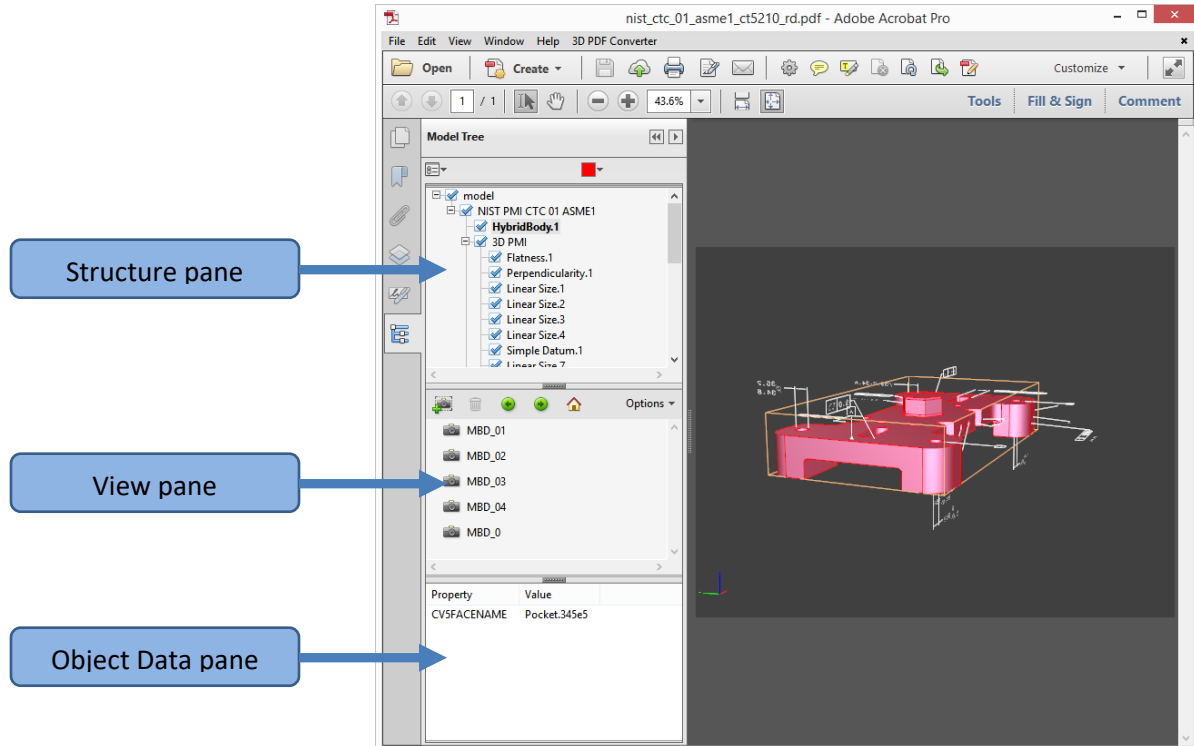 nist_ctc_01_asme1_ct5210_rd.pdf - Adobe Acrobat Pro
File Edit View Window Help 3D PDF Converter
Open Create Customize
1 / 1 43.6% Tools Fill & Sign Comment
Model Tree
model
NIST PMI CTC 01 ASME1
HybridBody.1
3D PMI
Flatness.1
Structure pane
Perpendicularity.1
Linear Size.1
Linear Size.2
Linear Size.3
Linear Size.4
Simple Datum.1
Linear Size.7
Options
MBD_01
MBD_02
View pane
MBD_03
MBD_04
MBD_0
Property Value
CV5FACENAME Pocket.345e5
Object Data pane